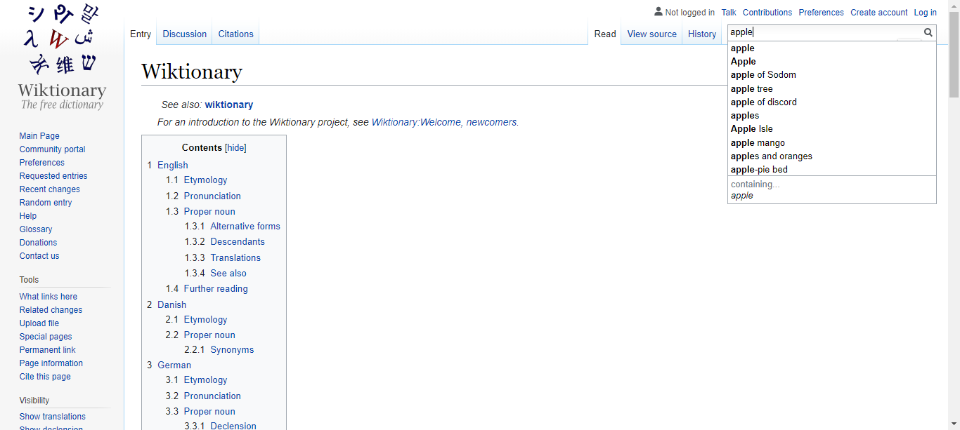 시 זי 말
λ W ش
水 維 שׁ
Wiktionary
The free dictionary
Not logged in Talk Contributions Preferences Create account Log in
Entry Discussion Citations Read View source History
apple
apple
Apple
apple of Sodom
apple tree
apple of discord
apples
Apple Isle
apple mango
apples and oranges
apple-pie bed
containing...
apple
Wiktionary
See also: wiktionary
For an introduction to the Wiktionary project, see Wiktionary:Welcome, newcomers.
Contents [hide]
1 English
1.1 Etymology
1.2 Pronunciation
1.3 Proper noun
1.3.1 Alternative forms
1.3.2 Descendants
1.3.3 Translations
1.3.4 See also
1.4 Further reading
2 Danish
2.1 Etymology
2.2 Proper noun
2.2.1 Synonyms
3 German
3.1 Etymology
3.2 Pronunciation
3.3 Proper noun
3.3.1 Declension
Main Page
Community portal
Preferences
Requested entries
Recent changes
Random entry
Help
Glossary
Donations
Contact us
Tools
What links here
Related changes
Upload file
Special pages
Permanent link
Page information
Cite this page
Visibility
Show translations
Show declension